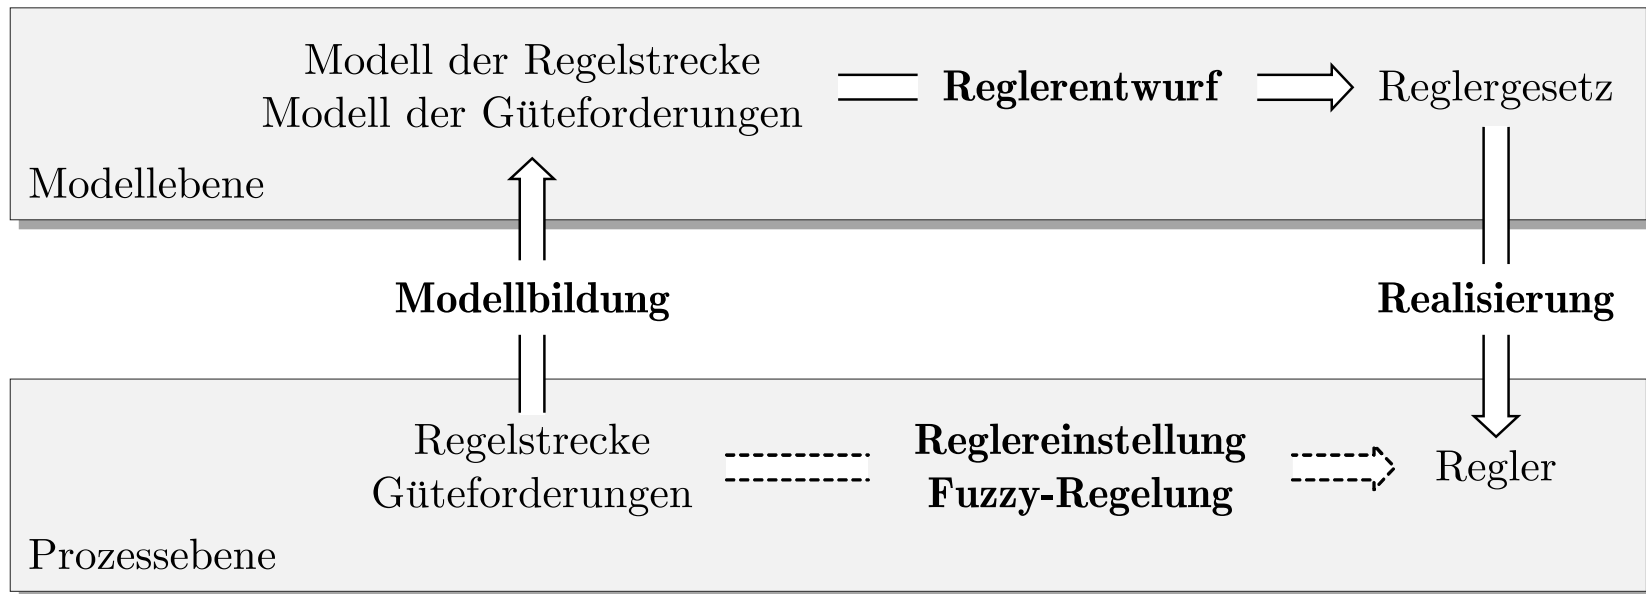 Modell der Regelstrecke
Modell der Güteforderungen
Reglerentwurf
Reglergesetz
Modellebene
Modellbildung
Realisierung
Regelstrecke
Güteforderungen
Reglereinstellung
Fuzzy-Regelung
Regler
Prozessebene